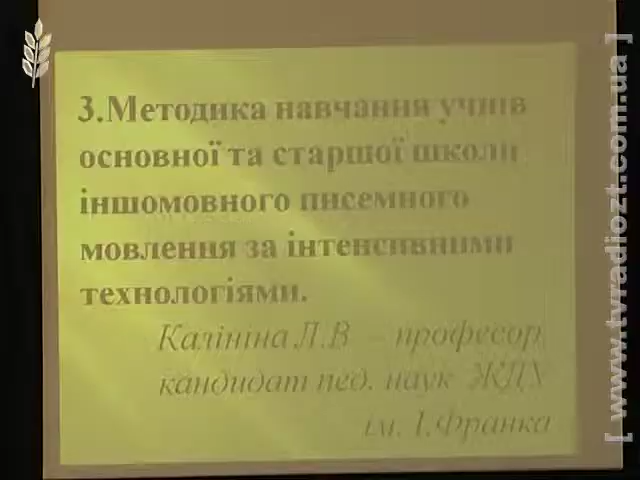 3.Методика навчання учнів
основної та старшої школи
іншомовного писемного
мовлення за інтенсивними
технологіями.
Калініна Л.В – професор,
кандидат пед. наук ЖДУ
ім. І.Франка
[ www.tvradiozt.com.ua ]